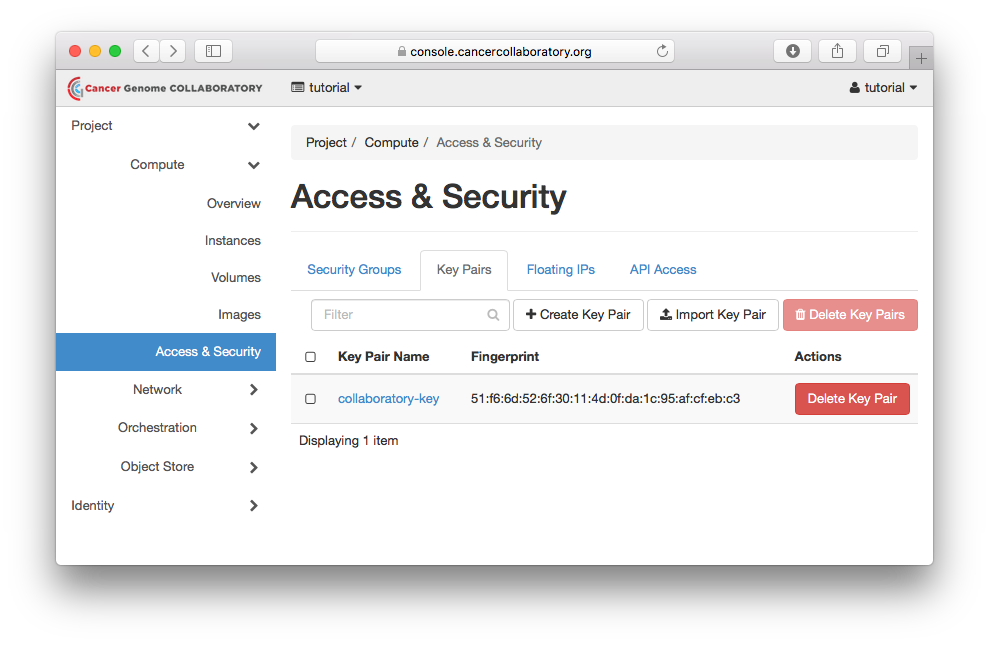 console.cancercollaboratory.org
Cancer Genome COLLABORATORY
tutorial
tutorial
Project
Compute
Overview
Instances
Volumes
Images
Access & Security
Network
Orchestration
Object Store
Identity
Project / Compute / Access & Security
Access & Security
Security Groups Key Pairs Floating IPs API Access
Filter Create Key Pair Import Key Pair Delete Key Pairs
Key Pair Name Fingerprint Actions
collaboratory-key 51:f6:6d:52:6f:30:11:4d:0f:da:1c:95:af:cf:eb:c3 Delete Key Pair
Displaying 1 item